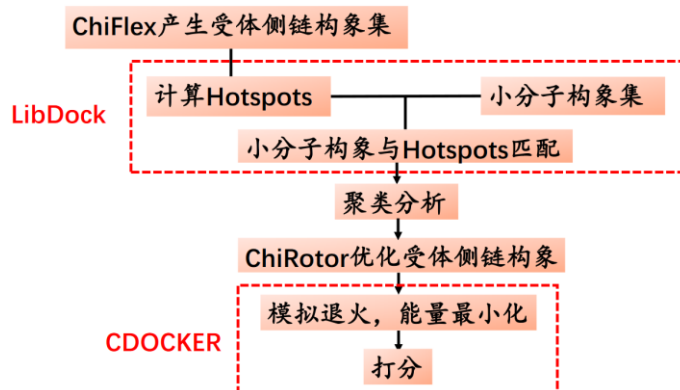 ChiFlex产生受体侧链构象集
LibDock
计算Hotspots
小分子构象集
小分子构象与Hotspots匹配
聚类分析
ChiRotor优化受体侧链构象
CDOCKER
模拟退火，能量最小化
打分